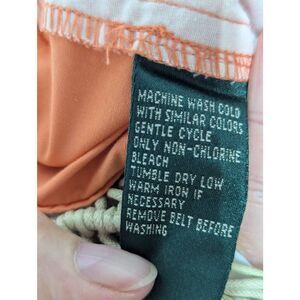 MACHINE WASH COLD
WITH SIMILAR COLORS
GENTLE CYCLE
ONLY NON-CHLORINE
BLEACH
TUMBLE DRY LOW
WARM IRON IF
NECESSARY
REMOVE BELT BEFORE
WASHING